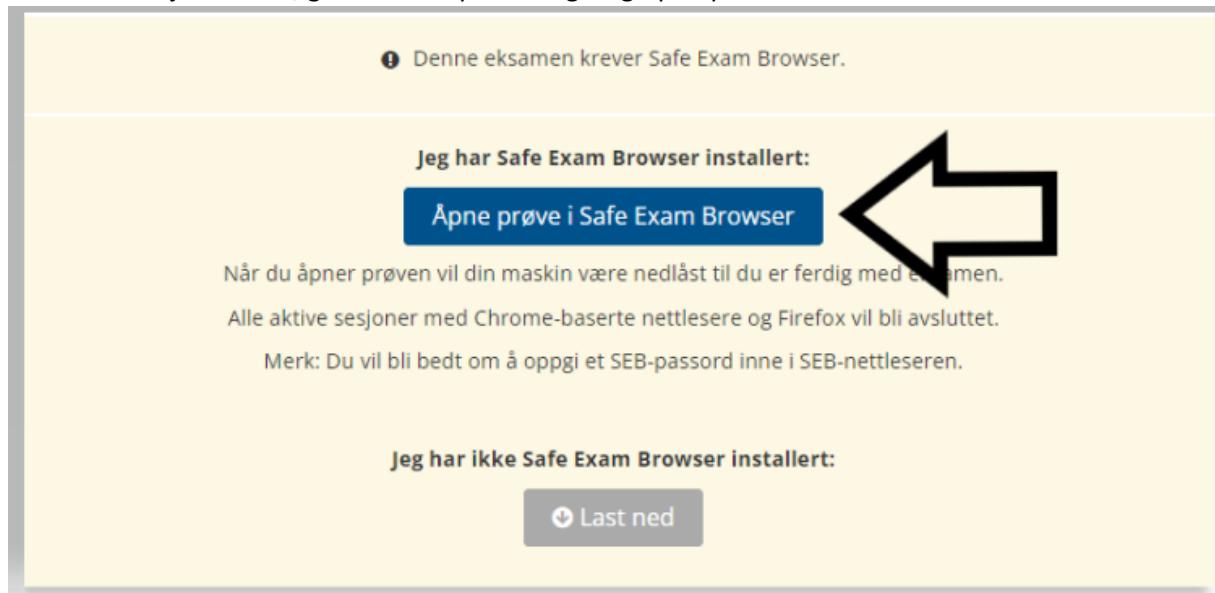 Denne eksamen krever Safe Exam Browser.
Jeg har Safe Exam Browser installert:
Åpne prøve i Safe Exam Browser
Når du åpner prøven vil din maskin være nedlåst til du er ferdig med
Alle aktive sesjoner med Chrome-baserte nettlesere og Firefox vil bli avsluttet.
Merk: Du vil bli bedt om å oppgi et SEB-passord inne i SEB-nettleseren.
Jeg har ikke Safe Exam Browser installert:
Last ned